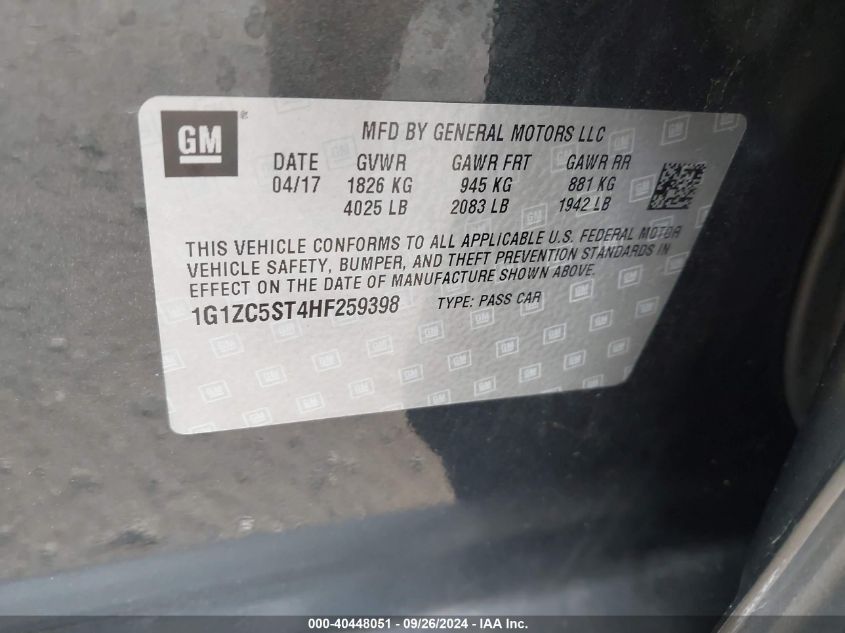 GM ®
MFD BY GENERAL MOTORS LLC
DATE GVWR GAWR FRT GAWR RR
04/17 1826 KG 945 KG 881 KG
4025 LB 2083 LB 1942 LB
THIS VEHICLE CONFORMS TO ALL APPLICABLE U.S. FEDERAL MOTOR
VEHICLE SAFETY, BUMPER, AND THEFT PREVENTION STANDARDS IN
EFFECT ON THE DATE OF MANUFACTURE SHOWN ABOVE.
1G1ZC5ST4HF259398 TYPE: PASS CAR
000-40448051 - 09/26/2024 - IAA Inc.